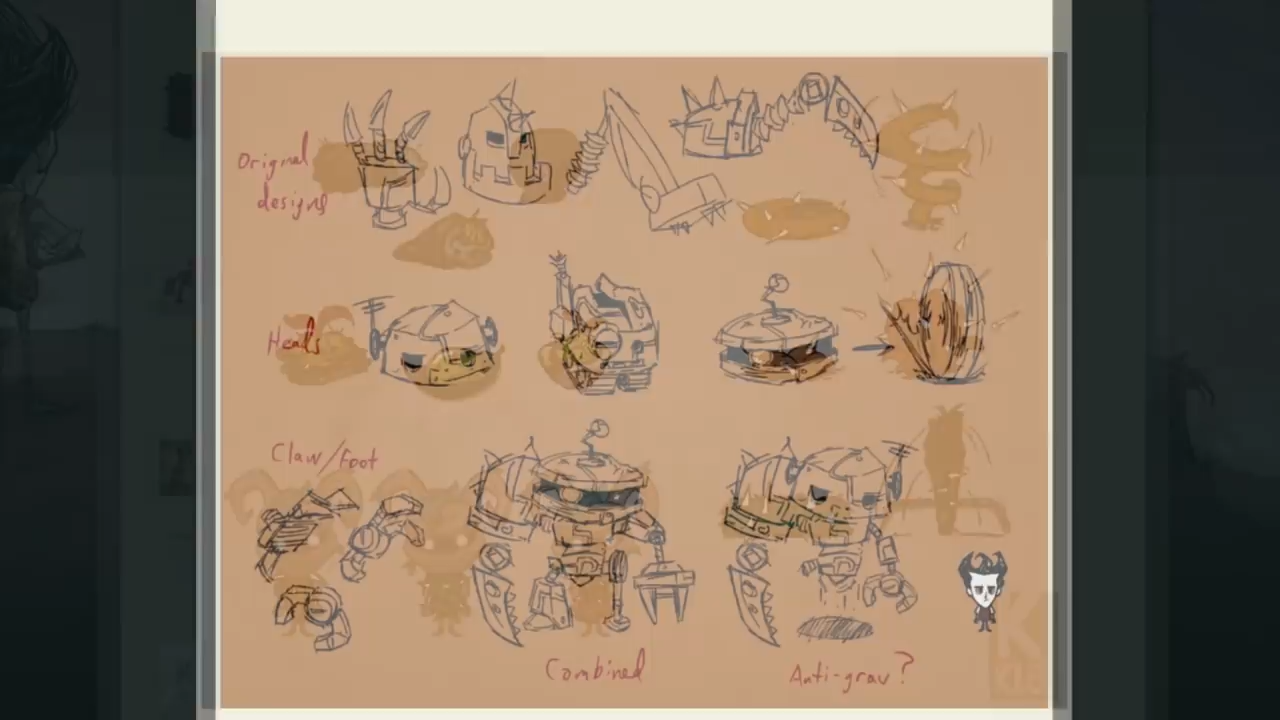 Original
designs
Heads
Claw/Foot
Combined
Anti-grav?